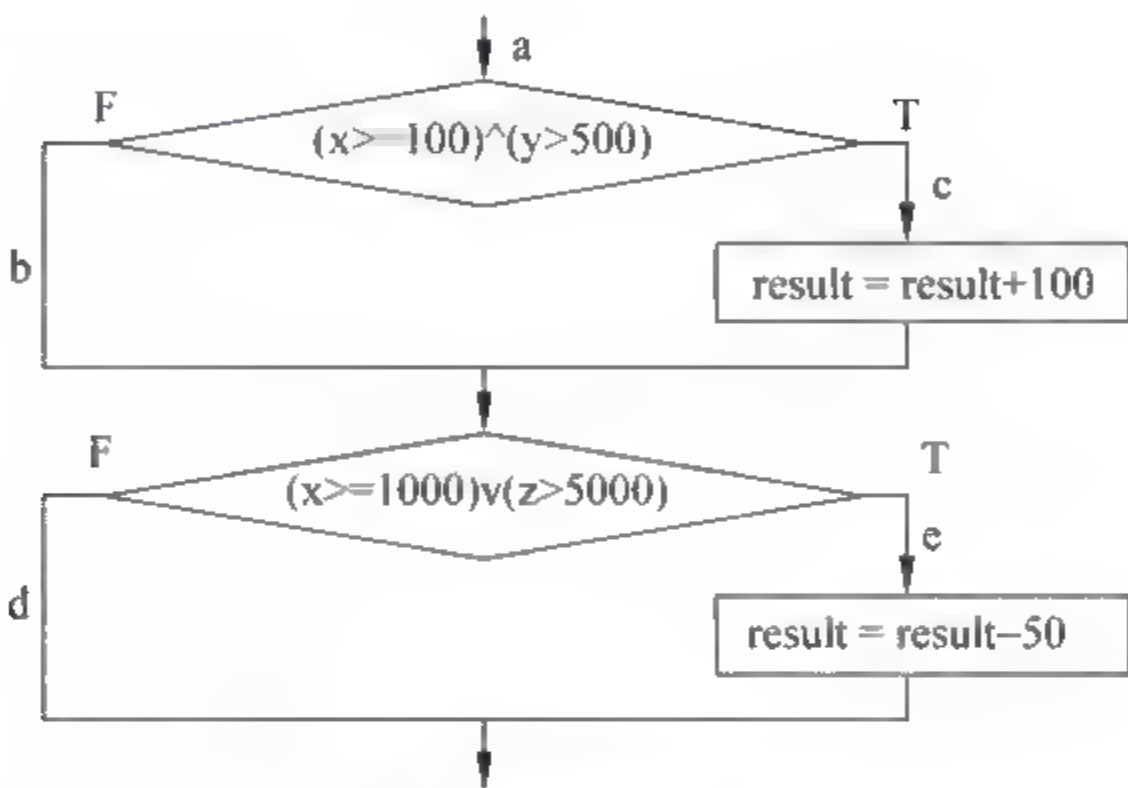 a
F
T
(x>=100)^(y>500)
c
b
result = result+100
F
T
(x>=1000)v(z>5000)
e
d
result = result–50